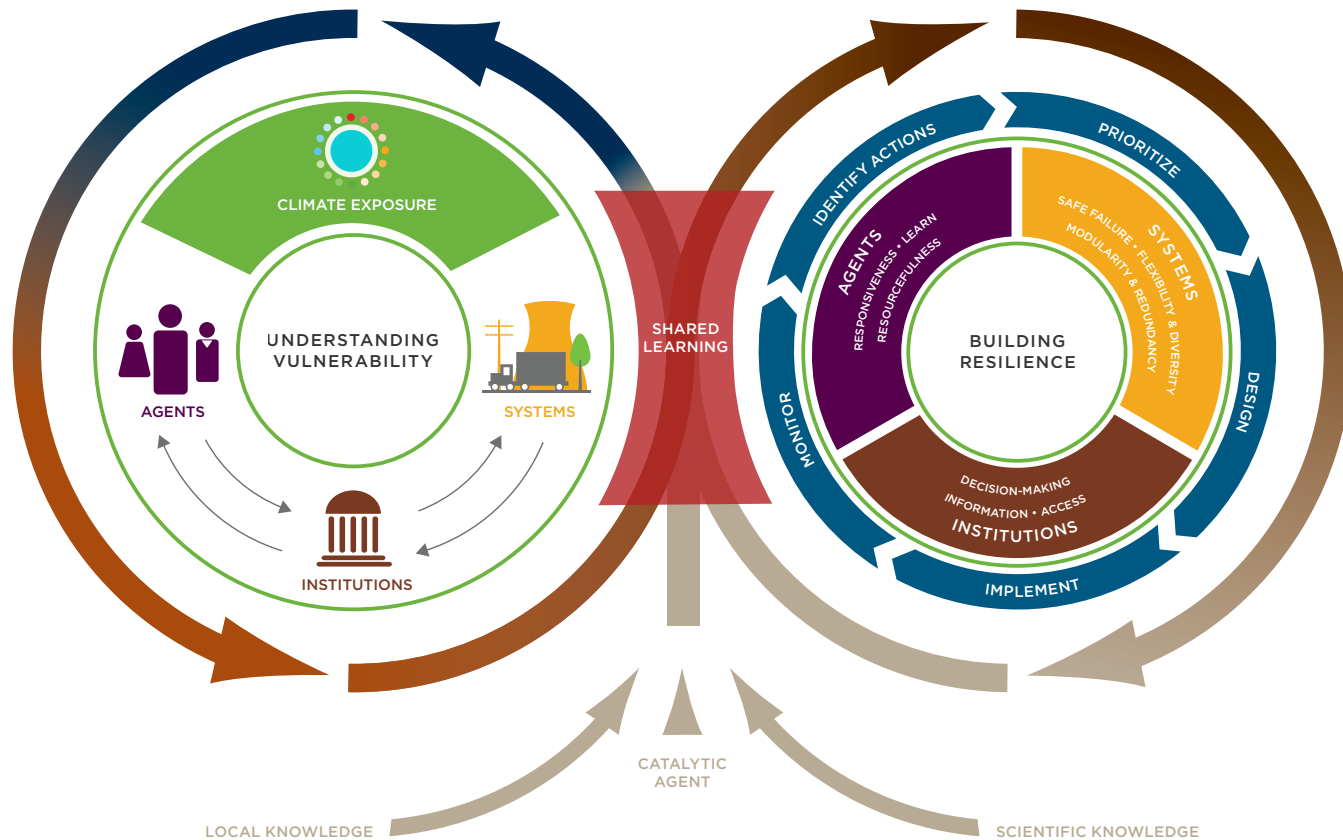 CLIMATE EXPOSURE
UNDERSTANDING
VULNERABILITY
AGENTS
SYSTEMS
INSTITUTIONS
SHARED
LEARNING
IDENTIFY ACTIONS
PRIORITIZE
DESIGN
IMPLEMENT
MONITOR
AGENTS
RESPONSIVENESS • LEARN
RESOURCEFULNESS
SYSTEMS
SAFE FAILURE • FLEXIBILITY & DIVERSITY
MODULARITY & REDUNDANCY
BUILDING
RESILIENCE
DECISION-MAKING
INFORMATION • ACCESS
INSTITUTIONS
CATALYTIC
AGENT
LOCAL KNOWLEDGE
SCIENTIFIC KNOWLEDGE